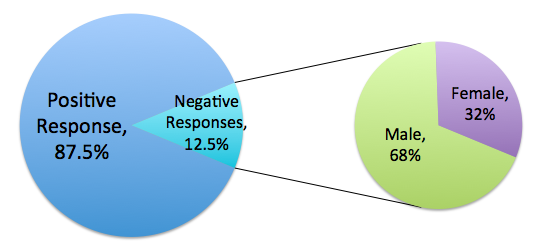 Positive
Response,
87.5%
Negative
Responses,
12.5%
Male,
68%
Female,
32%